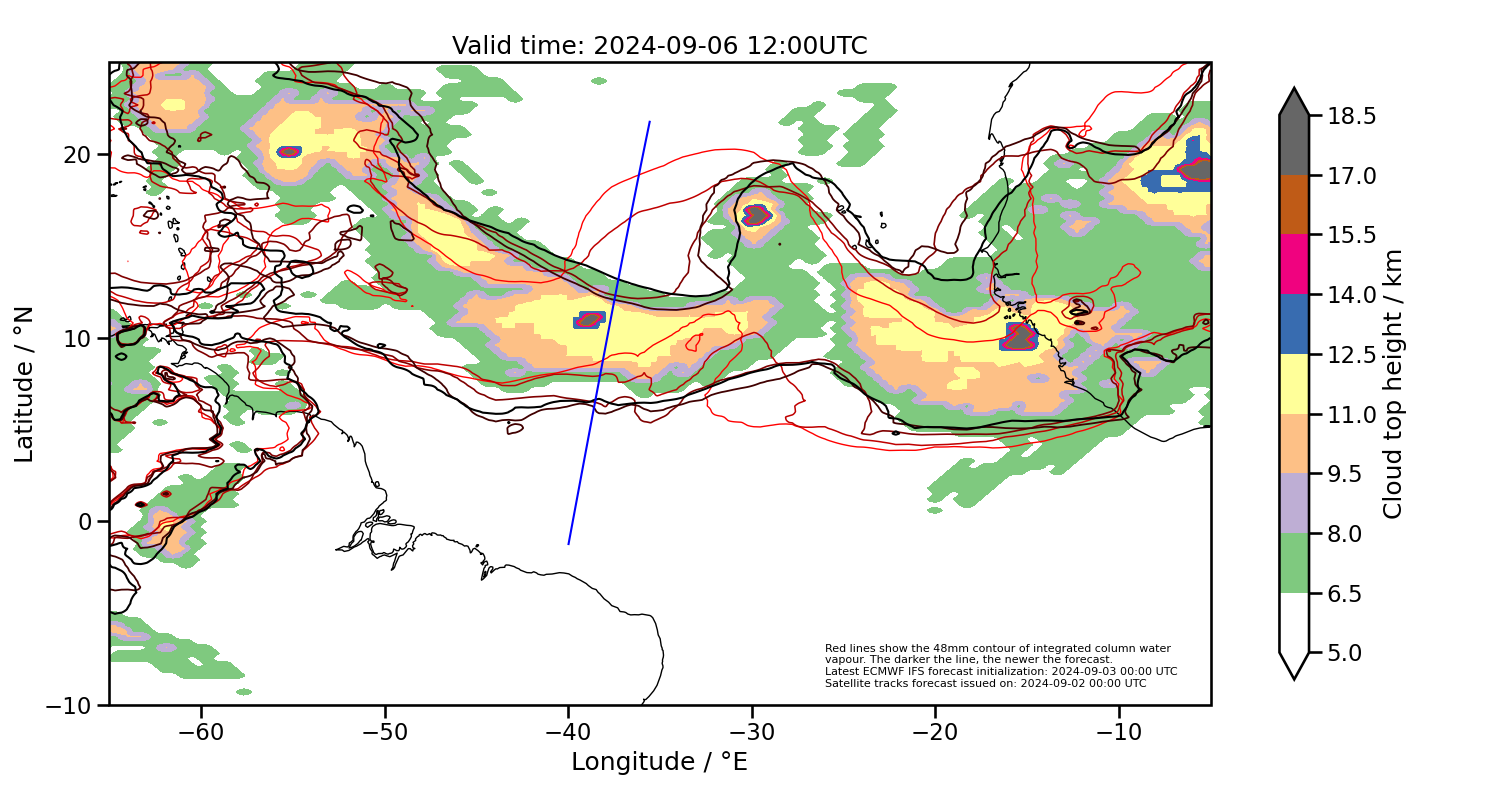 Valid time: 2024-09-06 12:00UTC
20
10
0
−10
Latitude / °N
−60
−50
−40
−30
−20
−10
Longitude / °E
Red lines show the 48mm contour of integrated column water
vapour. The darker the line, the newer the forecast.
Latest ECMWF IFS forecast initialization: 2024-09-03 00:00 UTC
Satellite tracks forecast issued on: 2024-09-02 00:00 UTC
18.5
17.0
15.5
14.0
12.5
11.0
9.5
8.0
6.5
5.0
Cloud top height / km